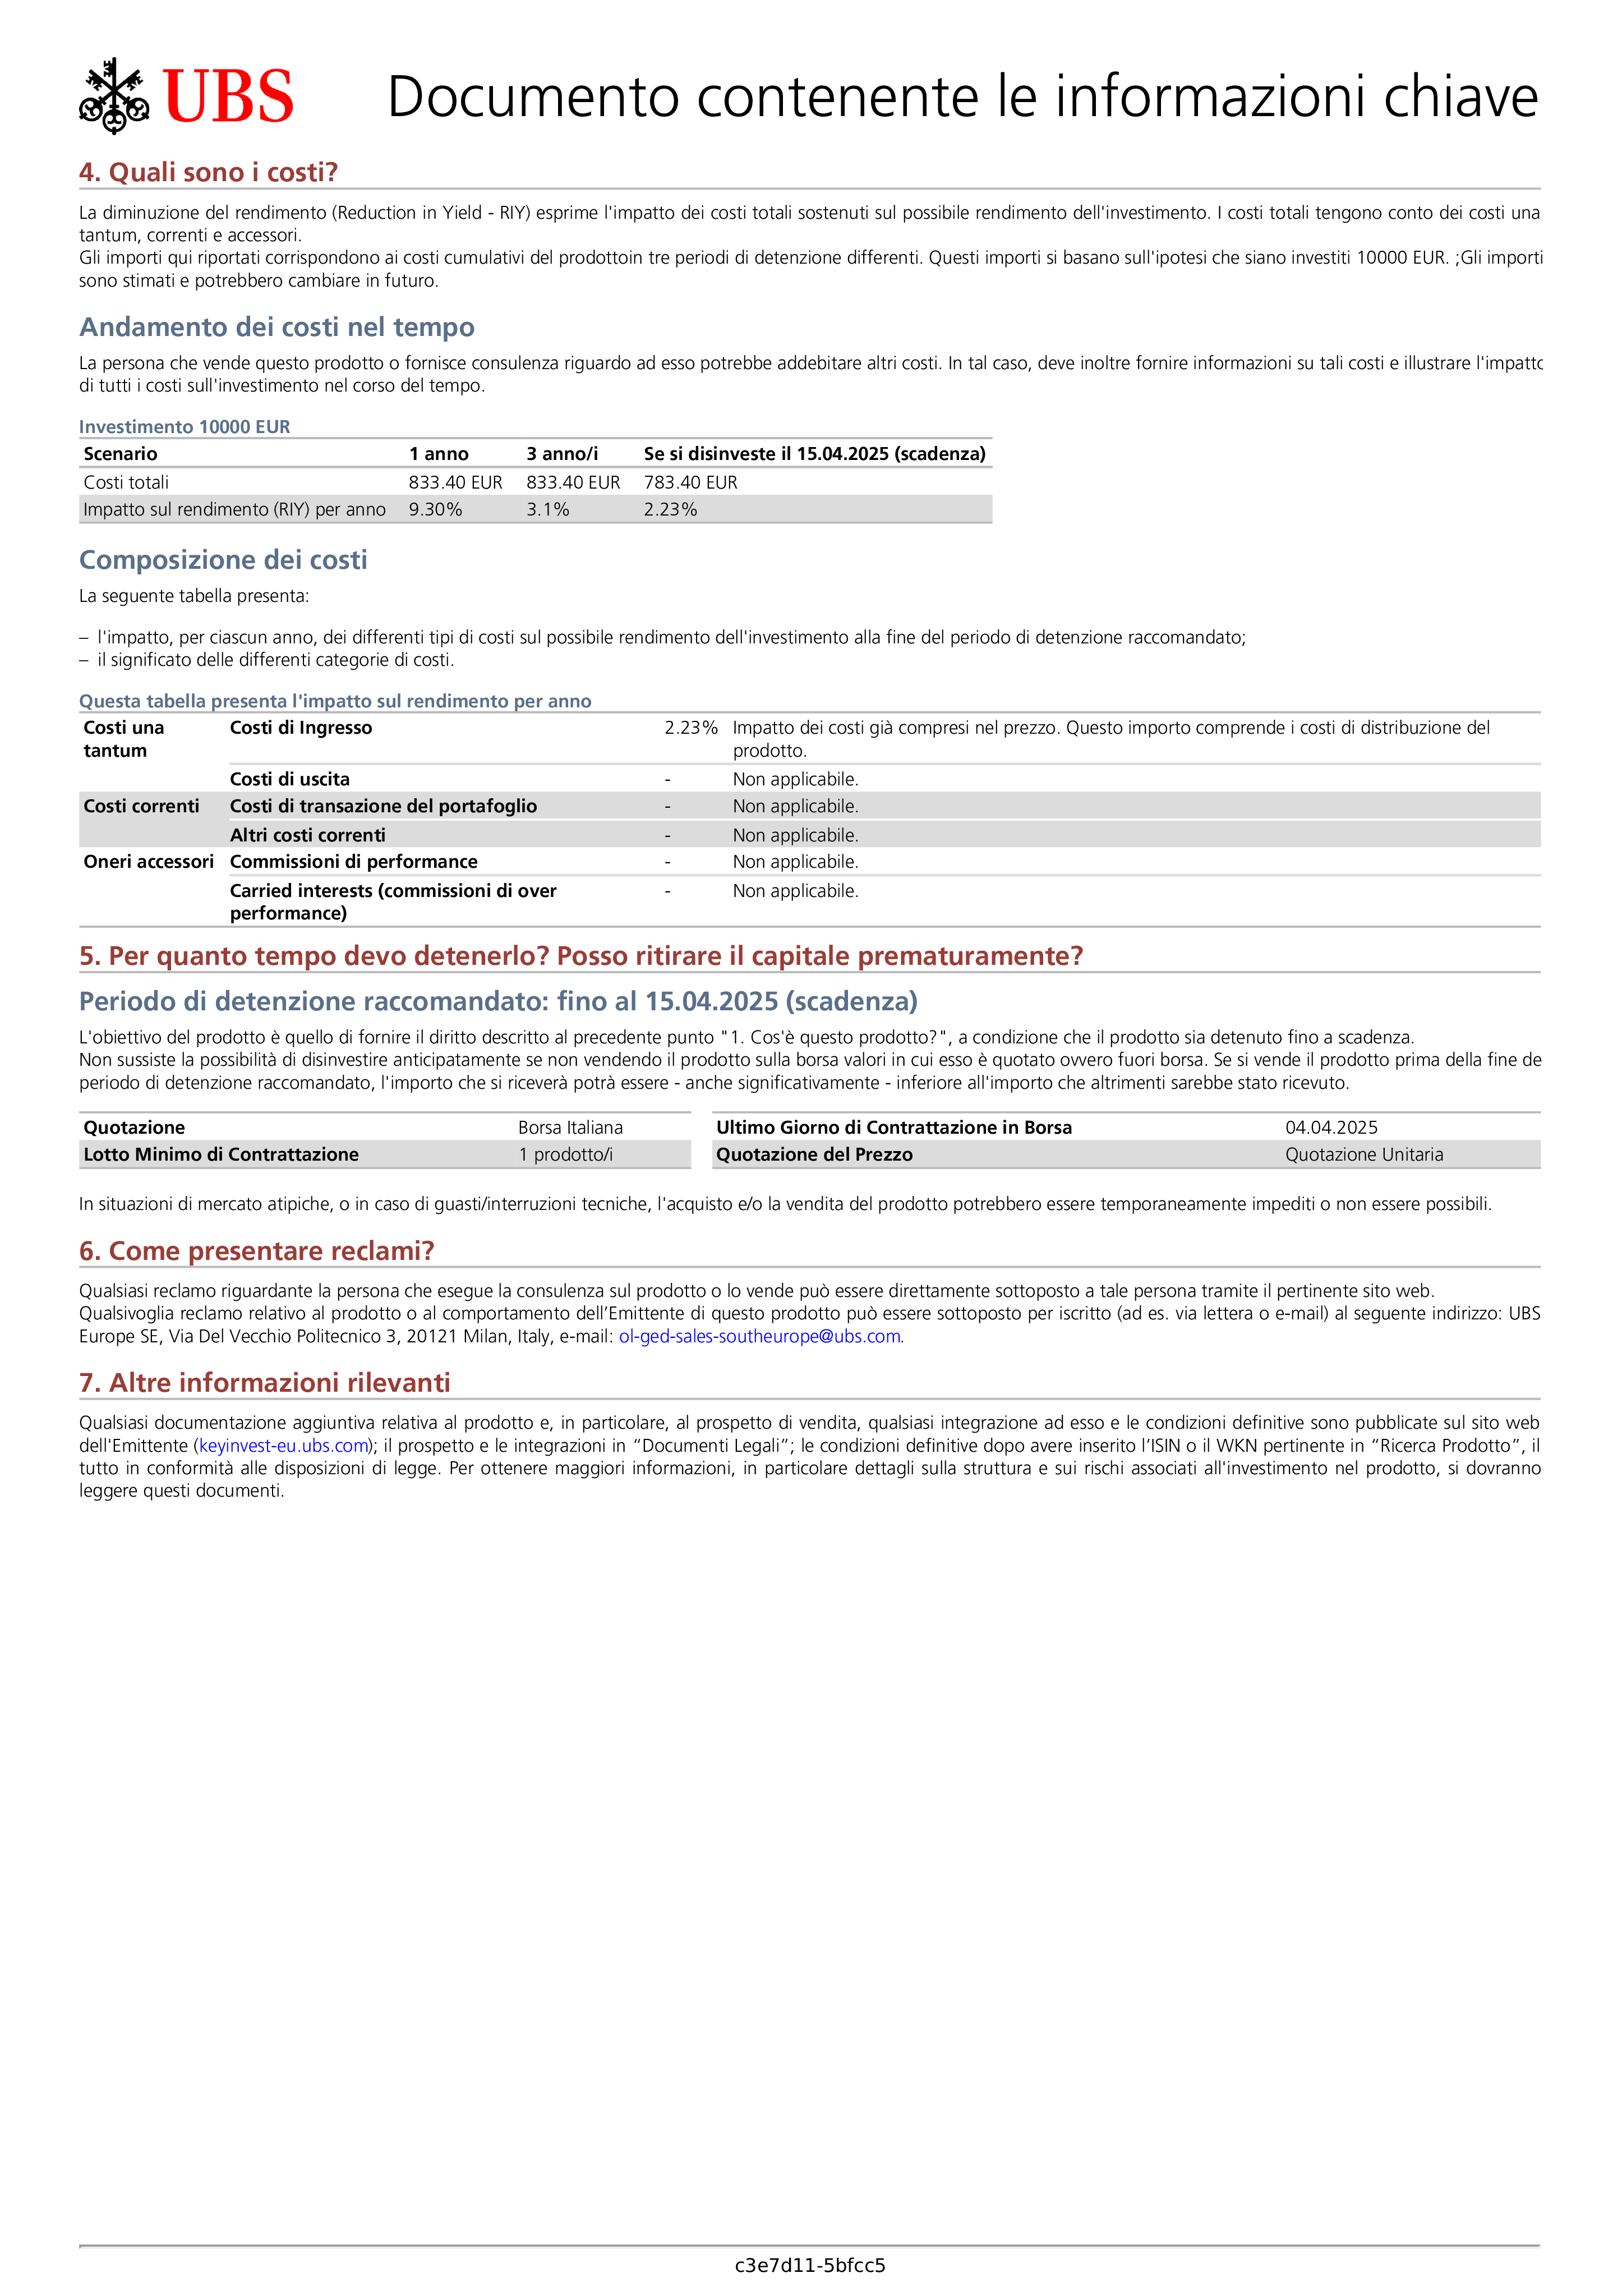 UBS
Documento contenente le informazioni chiave
4. Quali sono i costi?
La diminuzione del rendimento (Reduction in Yield - RIY) esprime l'impatto dei costi totali sostenuti sul possibile rendimento dell'investimento. I costi totali tengono conto dei costi una
tantum, correnti e accessori.
Gli importi qui riportati corrispondono ai costi cumulativi del prodottoin tre periodi di detenzione differenti. Questi importi si basano sull'ipotesi che siano investiti 10000 EUR. ;Gli importi
sono stimati e potrebbero cambiare in futuro.
Andamento dei costi nel tempo
La persona che vende questo prodotto o fornisce consulenza riguardo ad esso potrebbe addebitare altri costi. In tal caso, deve inoltre fornire informazioni su tali costi e illustrare l'impatto
di tutti i costi sull'investimento nel corso del tempo.
Investimento 10000 EUR
Scenario 1 anno 3 anno/i Se si disinveste il 15.04.2025 (scadenza)
Costi totali 833.40 EUR 833.40 EUR 783.40 EUR
Impatto sul rendimento (RIY) per anno 9.30% 3.1% 2.23%
Composizione dei costi
La seguente tabella presenta:
– l'impatto, per ciascun anno, dei differenti tipi di costi sul possibile rendimento dell'investimento alla fine del periodo di detenzione raccomandato;
– il significato delle differenti categorie di costi.
Questa tabella presenta l'impatto sul rendimento per anno
Costi una Costi di Ingresso 2.23% Impatto dei costi già compresi nel prezzo. Questo importo comprende i costi di distribuzione del
tantum prodotto.
Costi di uscita - Non applicabile.
Costi correnti Costi di transazione del portafoglio - Non applicabile.
Altri costi correnti - Non applicabile.
Oneri accessori Commissioni di performance - Non applicabile.
Carried interests (commissioni di over - Non applicabile.
performance)
5. Per quanto tempo devo detenerlo? Posso ritirare il capitale prematuramente?
Periodo di detenzione raccomandato: fino al 15.04.2025 (scadenza)
L'obiettivo del prodotto è quello di fornire il diritto descritto al precedente punto "1. Cos'è questo prodotto?", a condizione che il prodotto sia detenuto fino a scadenza.
Non sussiste la possibilità di disinvestire anticipatamente se non vendendo il prodotto sulla borsa valori in cui esso è quotato ovvero fuori borsa. Se si vende il prodotto prima della fine de
periodo di detenzione raccomandato, l'importo che si riceverà potrà essere - anche significativamente - inferiore all'importo che altrimenti sarebbe stato ricevuto.
Quotazione Borsa Italiana Ultimo Giorno di Contrattazione in Borsa 04.04.2025
Lotto Minimo di Contrattazione 1 prodotto/i Quotazione del Prezzo Quotazione Unitaria
In situazioni di mercato atipiche, o in caso di guasti/interruzioni tecniche, l'acquisto e/o la vendita del prodotto potrebbero essere temporaneamente impediti o non essere possibili.
6. Come presentare reclami?
Qualsiasi reclamo riguardante la persona che esegue la consulenza sul prodotto o lo vende può essere direttamente sottoposto a tale persona tramite il pertinente sito web.
Qualsivoglia reclamo relativo al prodotto o al comportamento dell’Emittente di questo prodotto può essere sottoposto per iscritto (ad es. via lettera o e-mail) al seguente indirizzo: UBS
Europe SE, Via Del Vecchio Politecnico 3, 20121 Milan, Italy, e-mail: ol-ged-sales-southeurope@ubs.com.
7. Altre informazioni rilevanti
Qualsiasi documentazione aggiuntiva relativa al prodotto e, in particolare, al prospetto di vendita, qualsiasi integrazione ad esso e le condizioni definitive sono pubblicate sul sito web
dell'Emittente (keyinvest-eu.ubs.com); il prospetto e le integrazioni in “Documenti Legali”; le condizioni definitive dopo avere inserito l’ISIN o il WKN pertinente in “Ricerca Prodotto”, il
tutto in conformità alle disposizioni di legge. Per ottenere maggiori informazioni, in particolare dettagli sulla struttura e sui rischi associati all'investimento nel prodotto, si dovranno
leggere questi documenti.
c3e7d11-5bfcc5